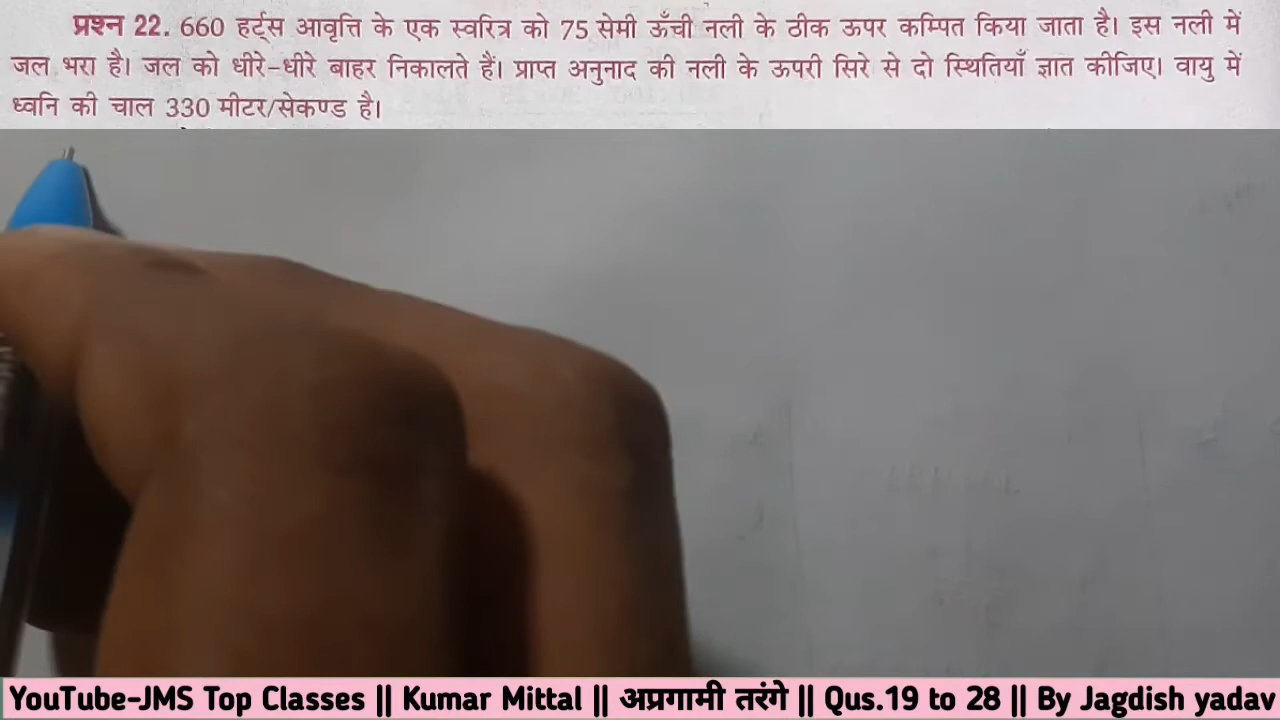 प्रश्न 22. 660 हर्ट्स आवृत्ति के एक स्वरित्र को 75 सेमी ऊँची नली के ठीक ऊपर कम्पित किया जाता है। इस नली में
जल भरा है। जल को धीरे-धीरे बाहर निकालते हैं। प्राप्त अनुनाद की नली के ऊपरी सिरे से दो स्थितियाँ ज्ञात कीजिए। वायु में
ध्वनि की चाल 330 मीटर/सेकण्ड है।
YouTube-JMS Top Classes || Kumar Mittal || अप्रगामी तरंगे || Qus.19 to 28 || By Jagdish yadav